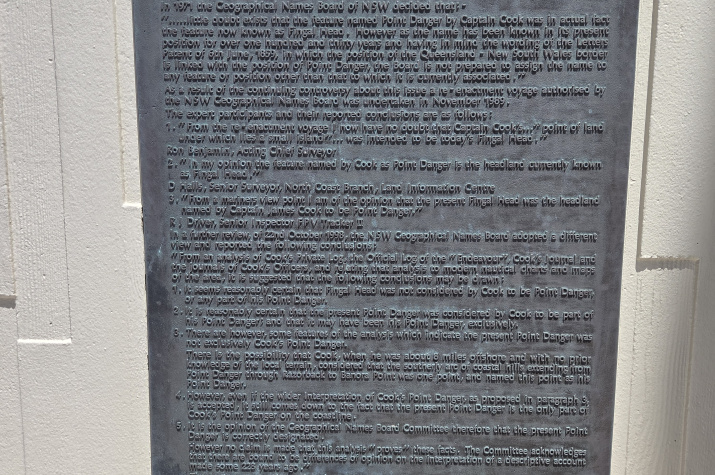 In 1971, the Geographical Names Board of NSW decided that:-
".....little doubt exists that the feature named Point Danger by Captain Cook was in actual fact
the feature now known as Fingal Head. However as the name has been known in its present
position for over one hundred and thirty years and having in mind the wording of the Letters
Patent of 6th June, 1859, in which the position of the Queensland - New South Wales border
is linked with the position of Point Danger, the Board is not prepared to assign the name to
any feature or position other than that to which it is currently associated."
As a result of the continuing controversy about this issue a re-enactment voyage authorised by
the NSW Geographical Names Board was undertaken in November
The expert participants and their reported conclusions are as follows:
1. "From the re-enactment voyage I now have no doubt that Captain Cook's ..." point of land
under which lies a small island" ... was intended to be today's Fingal Head."
Ron Benjamin, Acting Chief Surveyor
2. "In my opinion the feature named by Cook as Point Danger is the headland currently known
as Fingal Head."
D Halls, Senior Surveyor, North Coast Branch, Land Information Centre
3. "From a mariners view point I am of the opinion that the present Fingal Head was the headland
named by Captain James Cook to be Point Danger."
Senior Inspector
In a later review, of 22nd October the NSW Geographical Names Board adopted a different
view and reported the following conclusions:
"From an analysis of Cook's Private Log, the Official Log of the "Endeavour", Cook's Journal and
the journals of Cook's Officers, and relating that analysis to modern nautical charts and maps
of the area, it is suggested that the following conclusions may be drawn:
1. It seems reasonably certain that Fingal Head was not considered by Cook to be Point Danger,
or any part of his Point Danger.
2. It is reasonably certain that the present Point Danger was considered by Cook to be part of
his Point Danger, and that it may have been his Point Danger, exclusively.
3. There are however some features of the analysis which indicate the present Point Danger was
not exclusively Cook's Point Danger.
There is the possibility that Cook, when he was about 8 miles offshore and with no prior
knowledge of the local terrain, considered that the southerly arc of coastal hills extending from
Point Danger through Razorback to Banora Point was one point, and named this point as his
Point Danger.
4. However, even if the wider interpretation of Cook's Point Danger, as proposed in paragraph 3,
is accepted, it still comes down to the fact that the present Point Danger is the only part of
Cook's Point Danger on the coastline.
5. It is the opinion of the Geographical Names Board Committee therefore that the present Point
Danger is correctly designated.
However no claim is made that this analysis "proves" these facts. The Committee acknowledges
that there are bound to be differences of opinion on the interpretation of a descriptive account
made some 225 years ago."